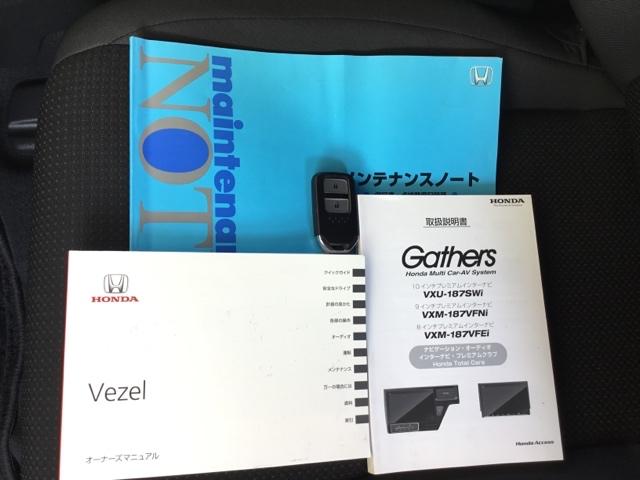 maintenance
NOT
メンテナンスノート
HONDA
Vezel
オーナーズマニュアル
クイックガイド
安全なドライブ
計器の見かた
各部の操作
オーディオ
運転
メンテナンス
万一の場合には
資料
索引
HONDA
取扱説明書
Gathers
Honda Multi Car-AV System
10インチプレミアムインターナビ
VXU-187SWi
9インチプレミアムインターナビ
VXM-187VFNi
8インチプレミアムインターナビ
VXM-187VFEi
ナビゲーション・オーディオ
インターナビ・プレミアムクラブ
Honda Total Care
Honda Access